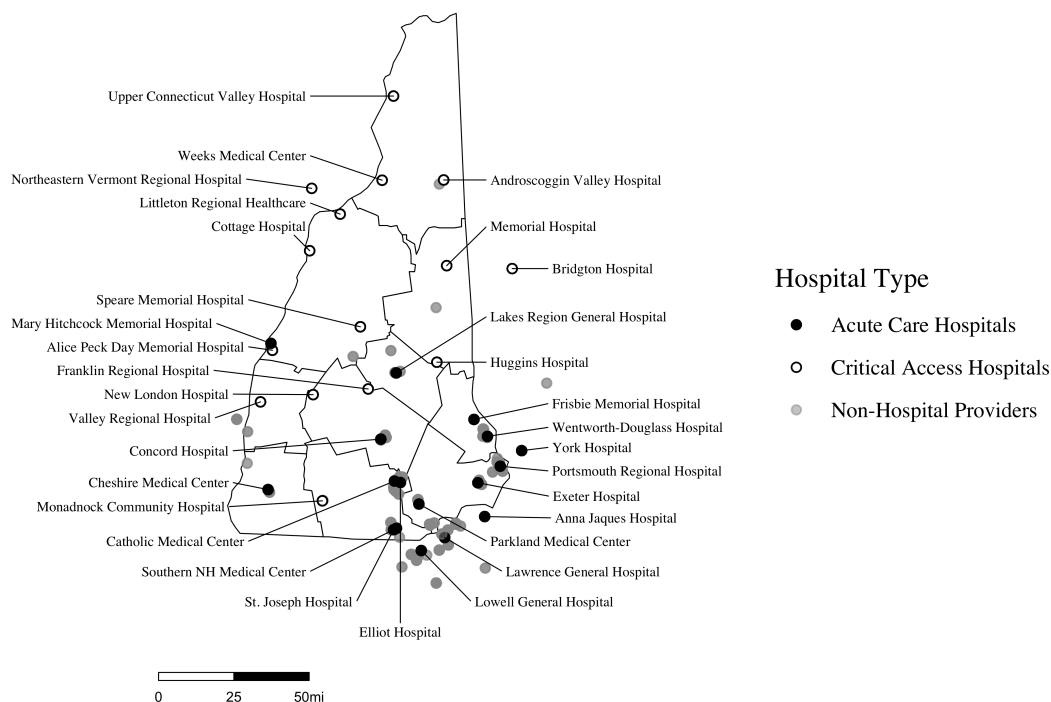 Upper Connecticut Valley Hospital
Weeks Medical Center
Northeastern Vermont Regional Hospital
Androscoggin Valley Hospital
Littleton Regional Healthcare
Cottage Hospital
Memorial Hospital
Bridgton Hospital
Hospital Type
Speare Memorial Hospital
Lakes Region General Hospital
Mary Hitchcock Memorial Hospital
Acute Care Hospitals
Alice Peck Day Memorial Hospital
Huggins Hospital
Critical Access Hospitals
Franklin Regional Hospital
New London Hospital
Frisbie Memorial Hospital
Non-Hospital Providers
Valley Regional Hospital
Wentworth-Douglass Hospital
Concord Hospital
York Hospital
Portsmouth Regional Hospital
Cheshire Medical Center
Exeter Hospital
Monadnock Community Hospital
Anna Jaques Hospital
Catholic Medical Center
Parkland Medical Center
Southern NH Medical Center
Lawrence General Hospital
St. Joseph Hospital
Lowell General Hospital
Elliot Hospital
0 25 50mi